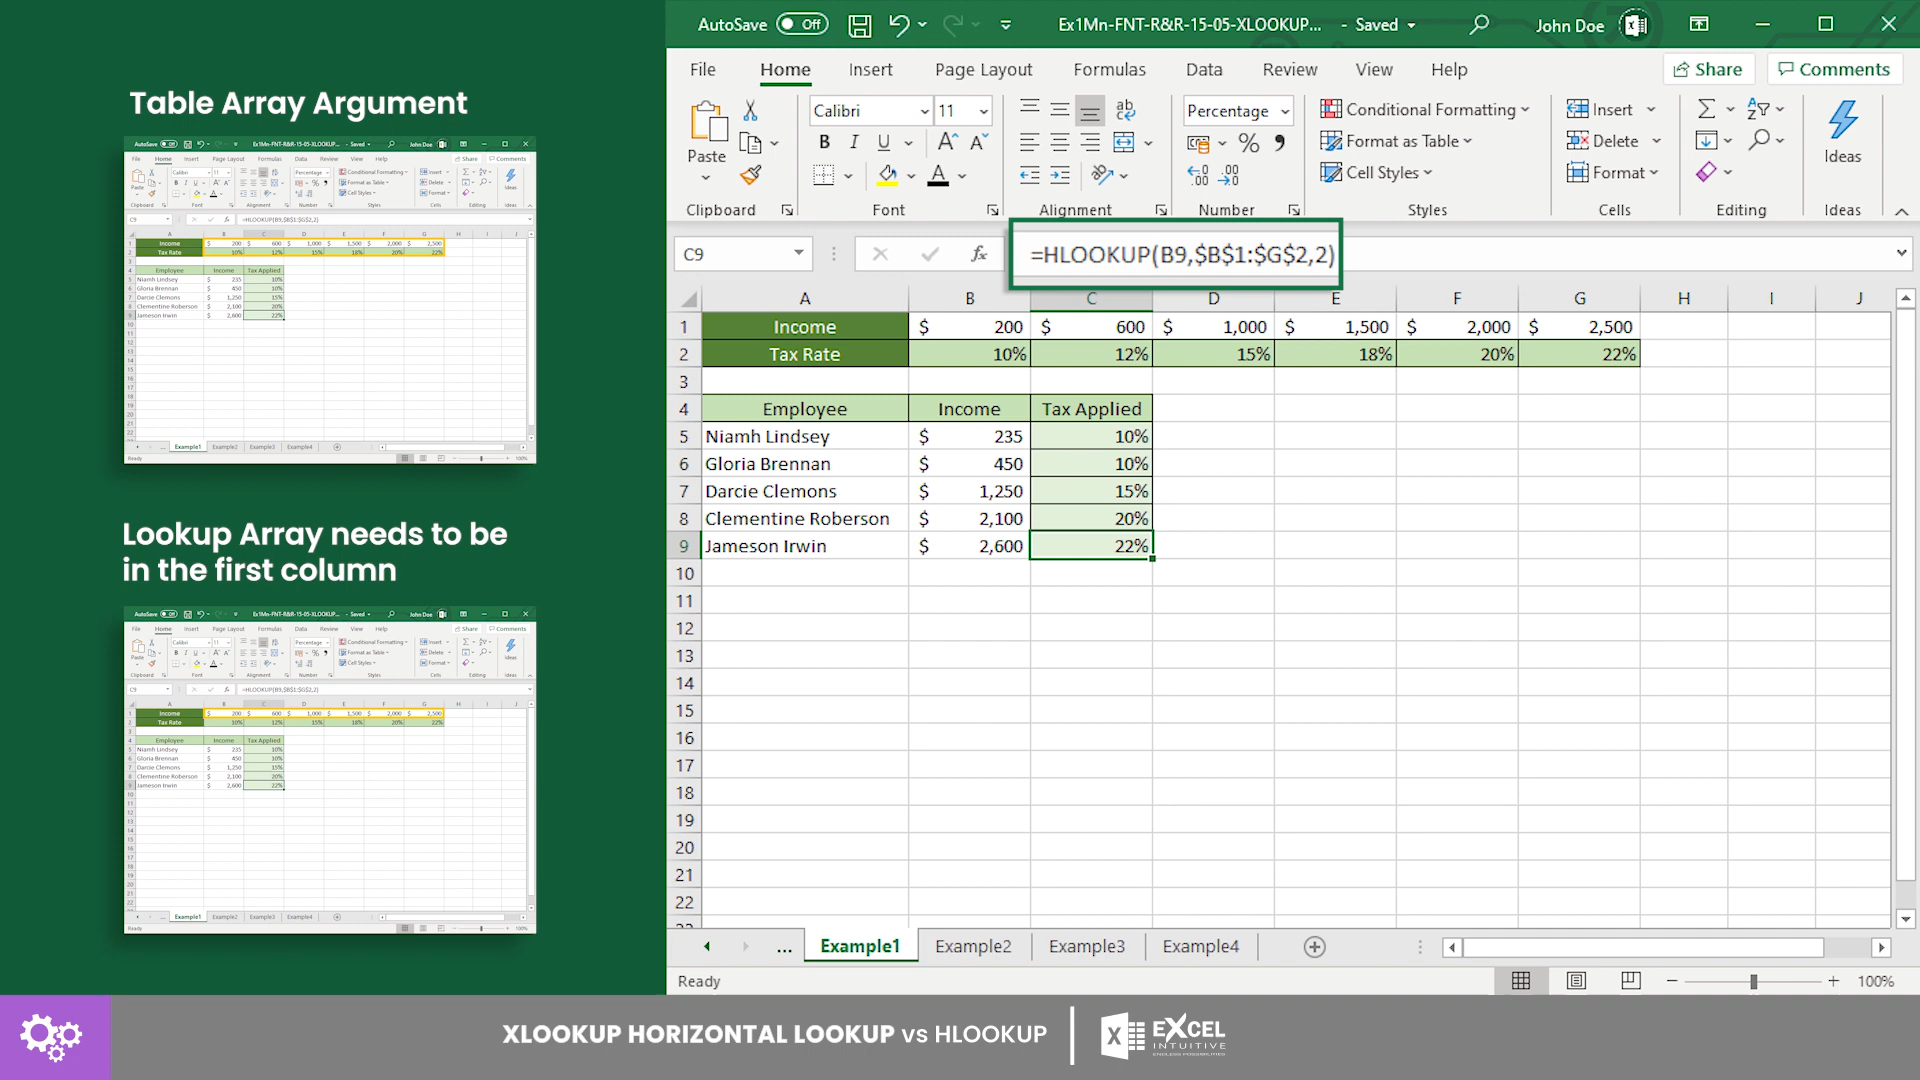 Table Array Argument
Lookup Array needs to be
in the first column
AutoSave Off
Ex1Mn-FNT-R&R-15-05-XLOOKUP... - Saved
John Doe
File Home Insert Page Layout Formulas Data Review View Help Share Comments
Paste
Clipboard
Calibri 11
B I U
Font
ab
Alignment
Percentage
Number
Conditional Formatting
Format as Table
Cell Styles
Styles
Insert
Delete
Format
Cells
Editing
Ideas
Ideas
C9 fx =HLOOKUP(B9,$B$1:$G$2,2)
A B C D E F G H I J
1 Income $ 200 $ 600 $ 1,000 $ 1,500 $ 2,000 $ 2,500
2 Tax Rate 10% 12% 15% 18% 20% 22%
3
4 Employee Income Tax Applied
5 Niamh Lindsey $ 235 10%
6 Gloria Brennan $ 450 10%
7 Darcie Clemons $ 1,250 15%
8 Clementine Roberson $ 2,100 20%
9 Jameson Irwin $ 2,600 22%
10
11
12
13
14
15
16
17
18
19
20
21
22
... Example1 Example2 Example3 Example4
Ready 100%
XLOOKUP HORIZONTAL LOOKUP vs HLOOKUP
EXCEL
INTUITIVE
ENDLESS POSSIBILITIES